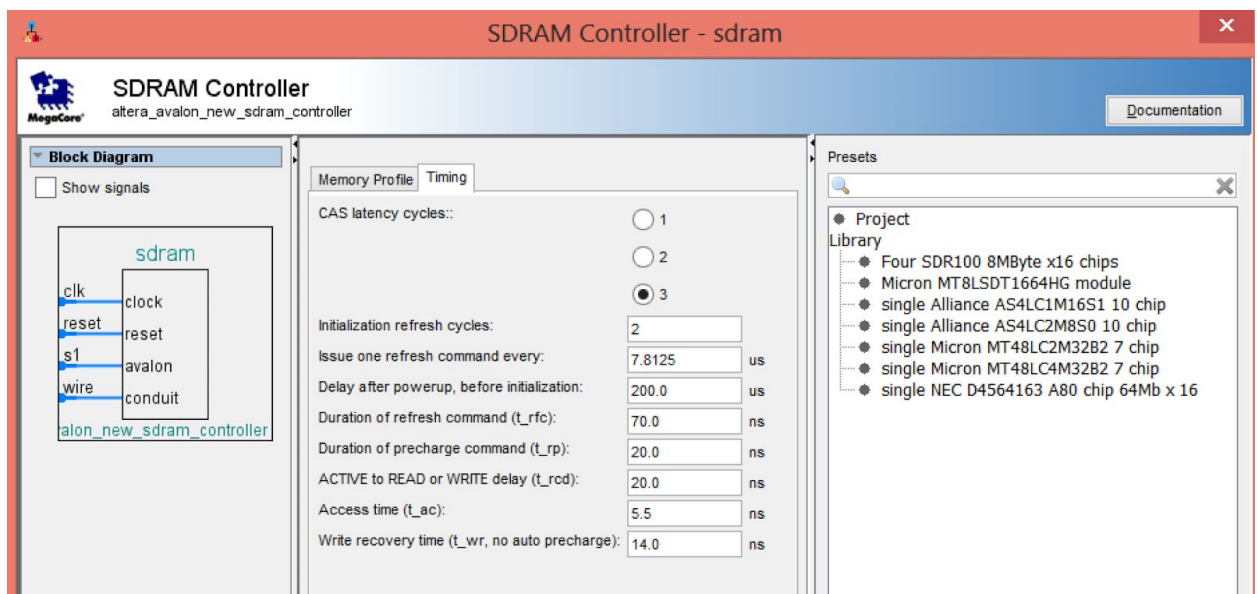 SDRAM Controller - sdram
SDRAM Controller
altera_avalon_new_sdram_controller
MegaCore'
Documentation
Block Diagram
Show signals
sdram
clk
clock
reset
reset
s1
avalon
wire
conduit
alon_new_sdram_controller
Memory Profile Timing
CAS latency cycles::
1
2
3
Initialization refresh cycles: 2
Issue one refresh command every: 7.8125 us
Delay after powerup, before initialization: 200.0 us
Duration of refresh command (t_rfc): 70.0 ns
Duration of precharge command (t_rp): 20.0 ns
ACTIVE to READ or WRITE delay (t_rcd): 20.0 ns
Access time (t_ac): 5.5 ns
Write recovery time (t_wr, no auto precharge): 14.0 ns
Presets
Project
Library
Four SDR100 8MByte x16 chips
Micron MT8LSDT1664HG module
single Alliance AS4LC1M16S1 10 chip
single Alliance AS4LC2M8S0 10 chip
single Micron MT48LC2M32B2 7 chip
single Micron MT48LC4M32B2 7 chip
single NEC D4564163 A80 chip 64Mb x 16